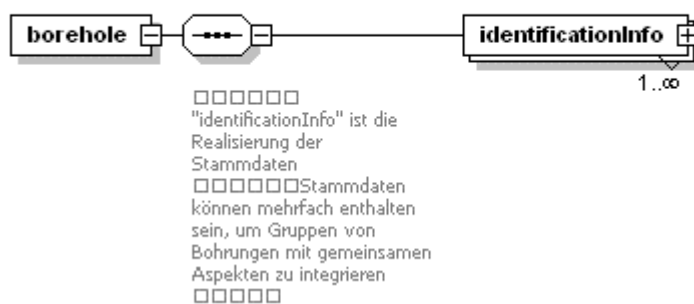 borehole
identificationInfo
1..∞
□□□□□□
"identificationInfo" ist die
Realisierung der
Stammdaten
□□□□□□Stammdaten
können mehrfach enthalten
sein, um Gruppen von
Bohrungen mit gemeinsamen
Aspekten zu integrieren
□□□□□